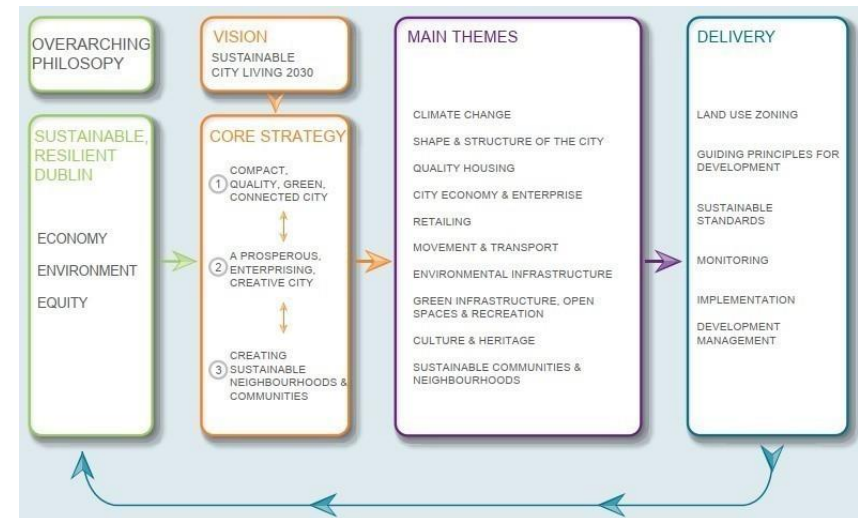 OVERARCHING
PHILOSOPY
SUSTAINABLE,
RESILIENT
DUBLIN
ECONOMY
ENVIRONMENT
EQUITY
VISION
SUSTAINABLE
CITY LIVING 2030
CORE STRATEGY
1 COMPACT,
QUALITY, GREEN,
CONNECTED CITY
2 A PROSPEROUS,
ENTERPRISING,
CREATIVE CITY
3 CREATING
SUSTAINABLE
NEIGHBOURHOODS &
COMMUNITIES
MAIN THEMES
CLIMATE CHANGE
SHAPE & STRUCTURE OF THE CITY
QUALITY HOUSING
CITY ECONOMY & ENTERPRISE
RETAILING
MOVEMENT & TRANSPORT
ENVIRONMENTAL INFRASTRUCTURE
GREEN INFRASTRUCTURE, OPEN
SPACES & RECREATION
CULTURE & HERITAGE
SUSTAINABLE COMMUNITIES &
NEIGHBOURHOODS
DELIVERY
LAND USE ZONING
GUIDING PRINCIPLES FOR
DEVELOPMENT
SUSTAINABLE
STANDARDS
MONITORING
IMPLEMENTATION
DEVELOPMENT
MANAGEMENT